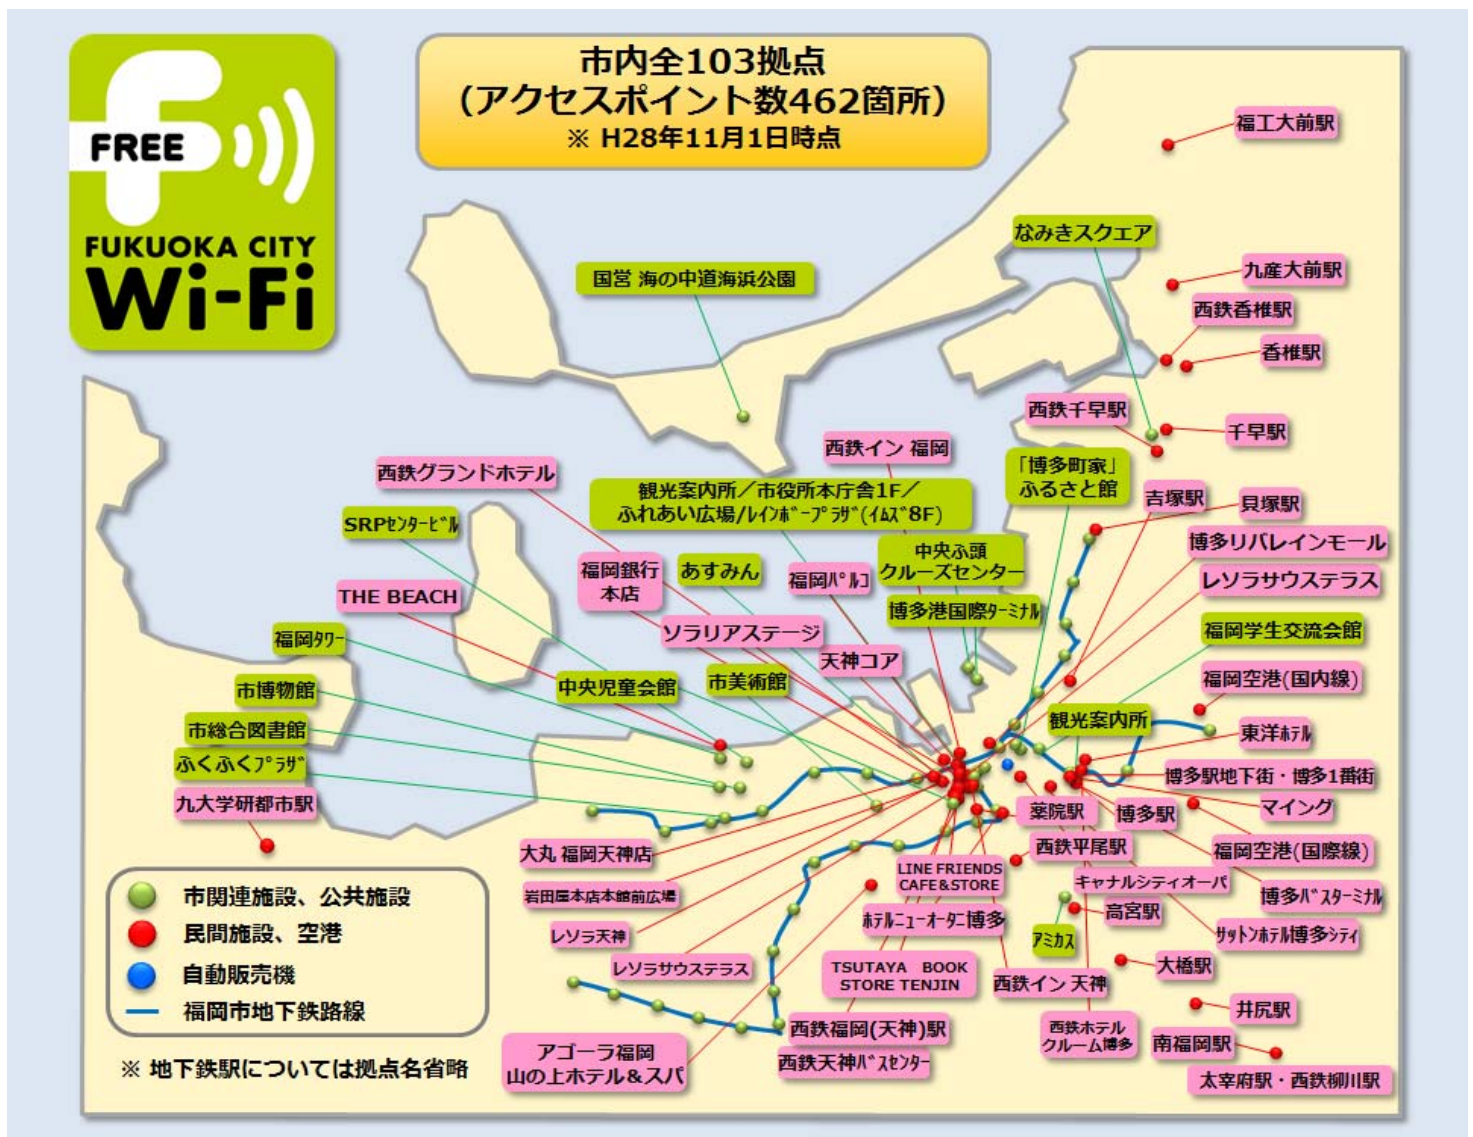 FREE
FUKUOKA CITY
Wi-Fi
市内全103拠点
（アクセスポイント数462箇所）
※ H28年11月1日時点
福工大前駅
なみきスクエア
九産大前駅
国営 海の中道海浜公園
西鉄香椎駅
香椎駅
西鉄千早駅
千早駅
西鉄イン 福岡
「博多町家」
ふるさと館
西鉄グランドホテル
観光案内所／市役所本庁舎1F／
ふれあい広場/ﾚｲﾝﾎﾞｰﾌﾟﾗｻﾞ(ｲﾑｽﾞ8F)
吉塚駅
貝塚駅
SRPｾﾝﾀｰﾋﾞﾙ
博多リバレインモール
中央ふ頭
クルーズセンター
福岡銀行
本店
あすみん
福岡ﾊﾟﾙｺ
レソラサウステラス
THE BEACH
博多港国際ﾀｰﾐﾅﾙ
福岡ﾀﾜｰ
ソラリアステージ
福岡学生交流会館
天神コア
市博物館
中央児童会館
市美術館
福岡空港(国内線)
市総合図書館
観光案内所
東洋ﾎﾃﾙ
ふくふくﾌﾟﾗｻﾞ
博多駅地下街・博多1番街
九大学研都市駅
薬院駅
博多駅
マイング
大丸 福岡天神店
西鉄平尾駅
福岡空港(国際線)
LINE FRIENDS
CAFE&STORE
キャナルシティオーパ
岩田屋本店本館前広場
博多ﾊﾞｽﾀｰﾐﾅﾙ
市関連施設、公共施設
ﾎﾃﾙﾆｭｰｵｰﾀﾆ博多
高宮駅
民間施設、空港
レソラ天神
ｱﾐｶｽ
ｻｯﾄﾝﾎﾃﾙ博多ｼﾃｨ
レソラサウステラス
TSUTAYA BOOK
STORE TENJIN
西鉄イン 天神
大橋駅
自動販売機
福岡市地下鉄路線
西鉄福岡(天神)駅
西鉄ホテル
クルーム博多
井尻駅
南福岡駅
アゴーラ福岡
山の上ホテル＆スパ
西鉄天神ﾊﾞｽｾﾝﾀｰ
※ 地下鉄駅については拠点名省略
太宰府駅・西鉄柳川駅